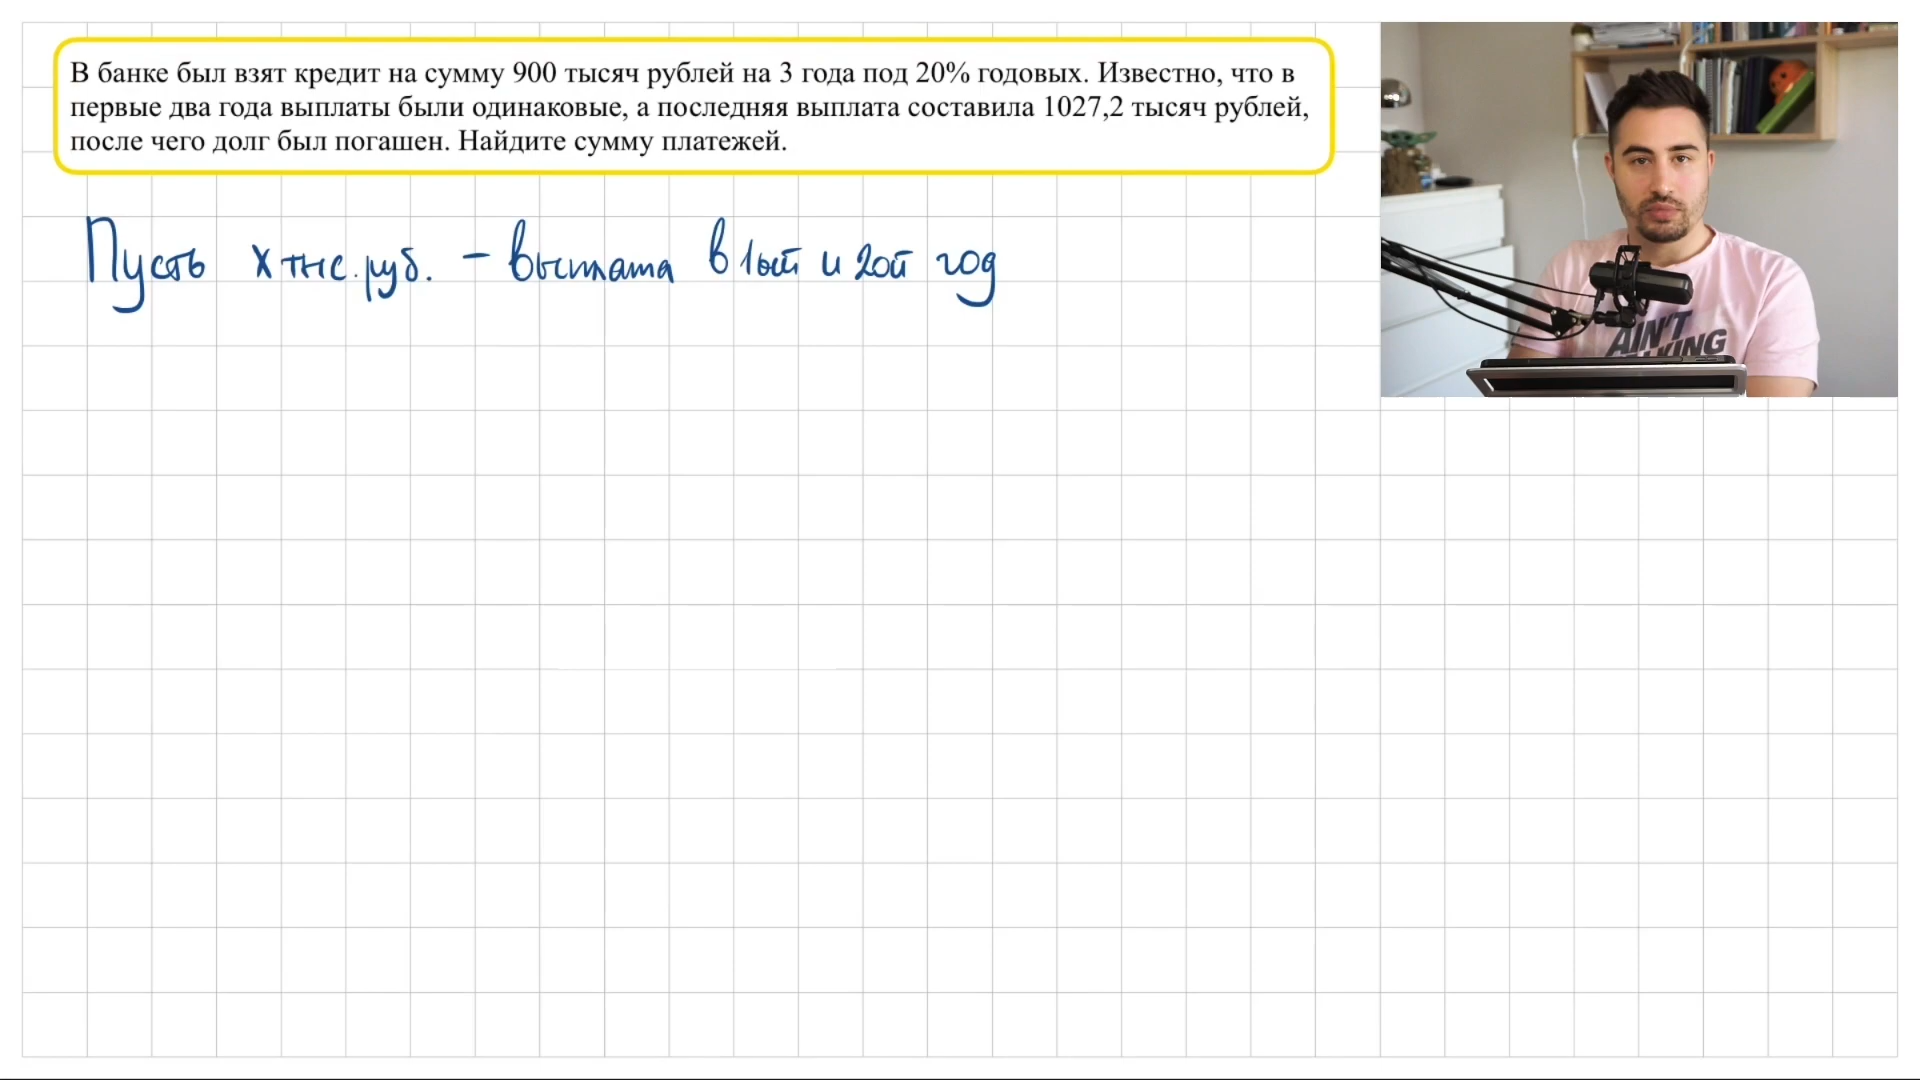 В банке был взят кредит на сумму 900 тысяч рублей на 3 года под 20% годовых. Известно, что в
первые два года выплаты были одинаковые, а последняя выплата составила 1027,2 тысяч рублей,
после чего долг был погашен. Найдите сумму платежей.
Пусть x тыс. руб. – выплата в 1ый и 2ой год
AIN'T